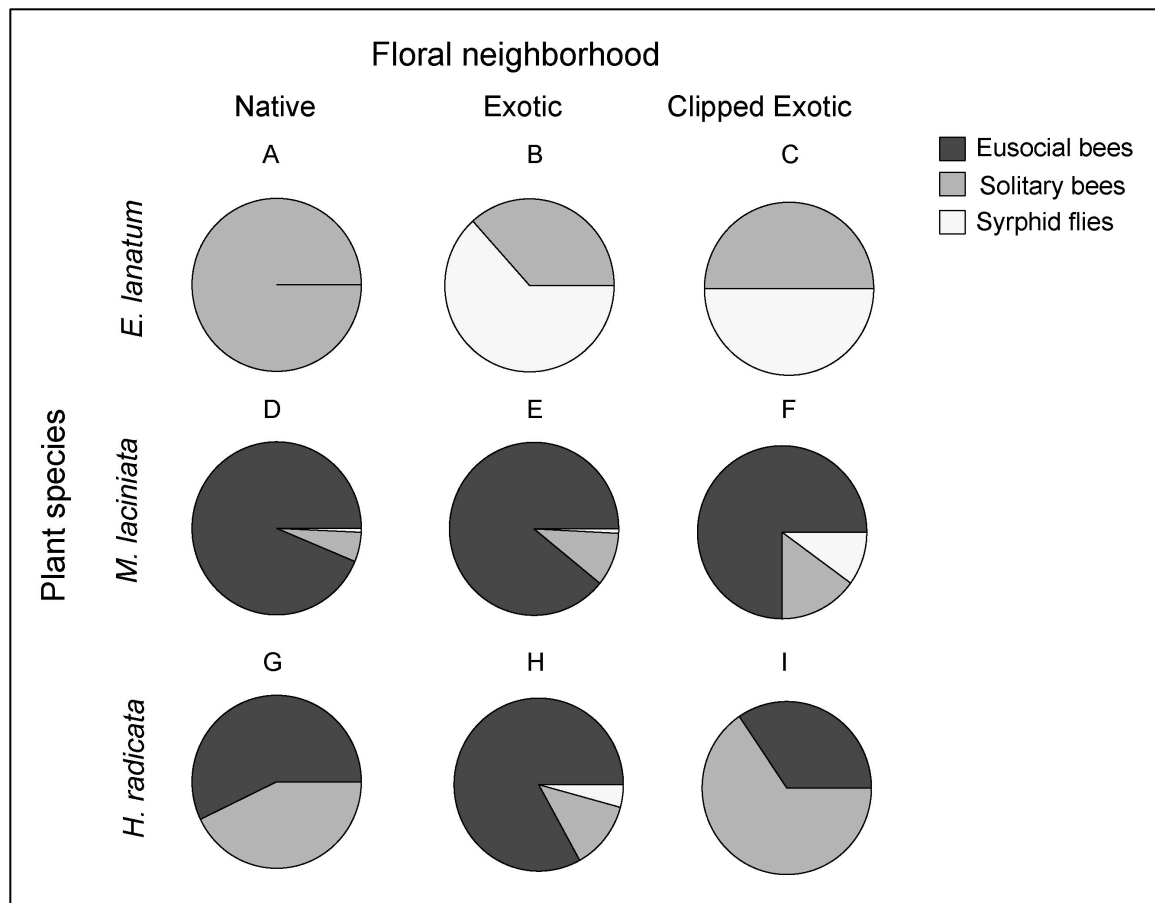 Floral neighborhood
Native Exotic Clipped Exotic
A B C
Eusocial bees
Solitary bees
Syrphid flies
E. lanatum
D E F
Plant species
M. laciniata
G H I
H. radicata